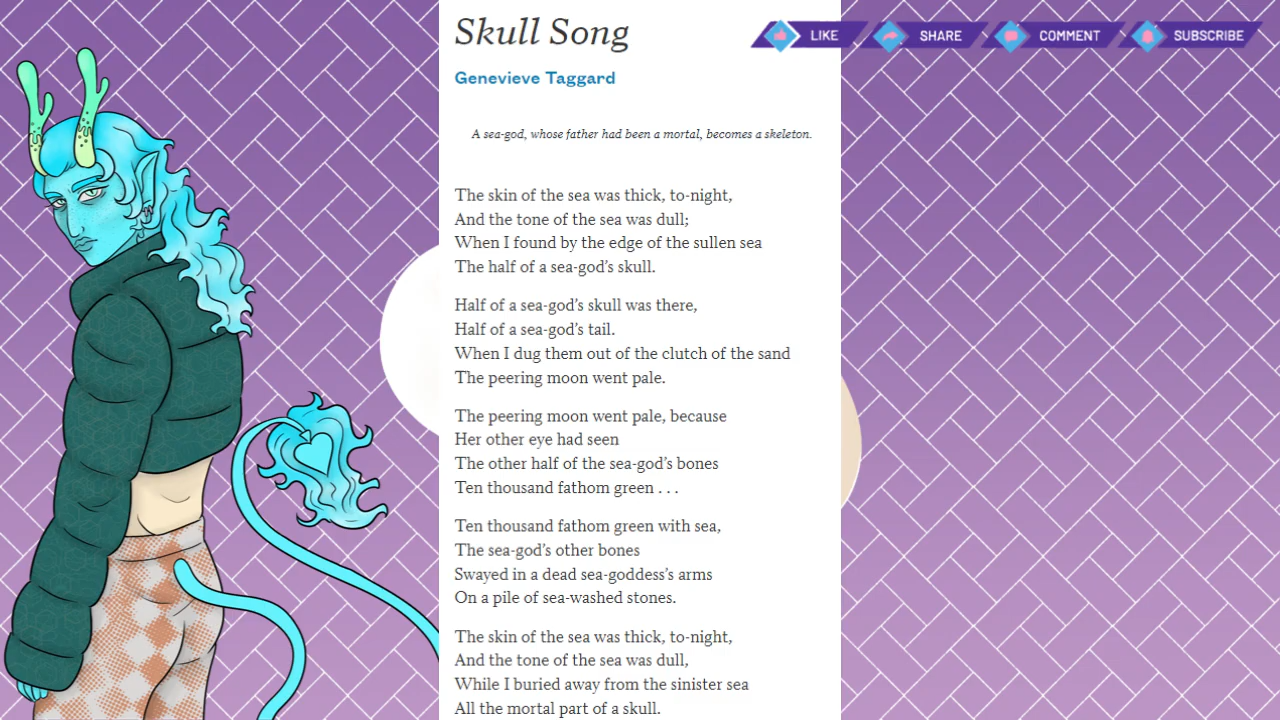 Skull Song
LIKE
SHARE
COMMENT
SUBSCRIBE
Genevieve Taggard
A sea-god, whose father had been a mortal, becomes a skeleton.
The skin of the sea was thick, to-night,
And the tone of the sea was dull;
When I found by the edge of the sullen sea
The half of a sea-god’s skull.
Half of a sea-god’s skull was there,
Half of a sea-god’s tail.
When I dug them out of the clutch of the sand
The peering moon went pale.
The peering moon went pale, because
Her other eye had seen
The other half of the sea-god’s bones
Ten thousand fathom green . . .
Ten thousand fathom green with sea,
The sea-god’s other bones
Swayed in a dead sea-goddess’s arms
On a pile of sea-washed stones.
The skin of the sea was thick, to-night,
And the tone of the sea was dull,
While I buried away from the sinister sea
All the mortal part of a skull.